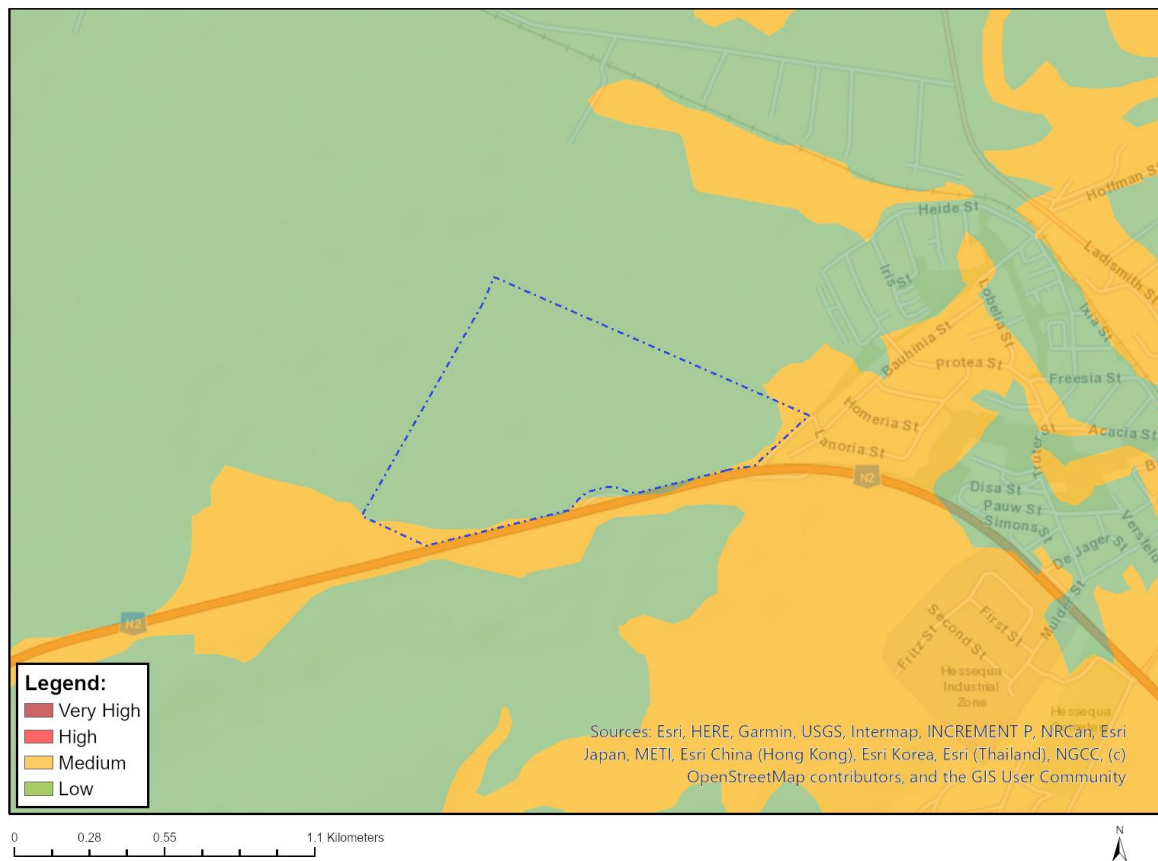 Hoffman St
Heide St
Ladismith St
Iris St
Lobelia St
Ixia St
Bauhinia St
Protea St
Freesia St
Homeria St
Acacia St
Truter St
Lanoria St
N2
Disa St
Pauw St
Simons St
De Jager St
Mulder St
First St
Second St
Fritz St
N2
Hessequa
Industrial
Zone
Hessequa
Legend:
Very High
High
Medium
Low
Sources: Esri, HERE, Garmin, USGS, Intermap, INCREMENT P, NRCan, Esri
Japan, METI, Esri China (Hong Kong), Esri Korea, Esri (Thailand), NGCC, (c)
OpenStreetMap contributors, and the GIS User Community
0 0.28 0.55 1.1 Kilometers
N